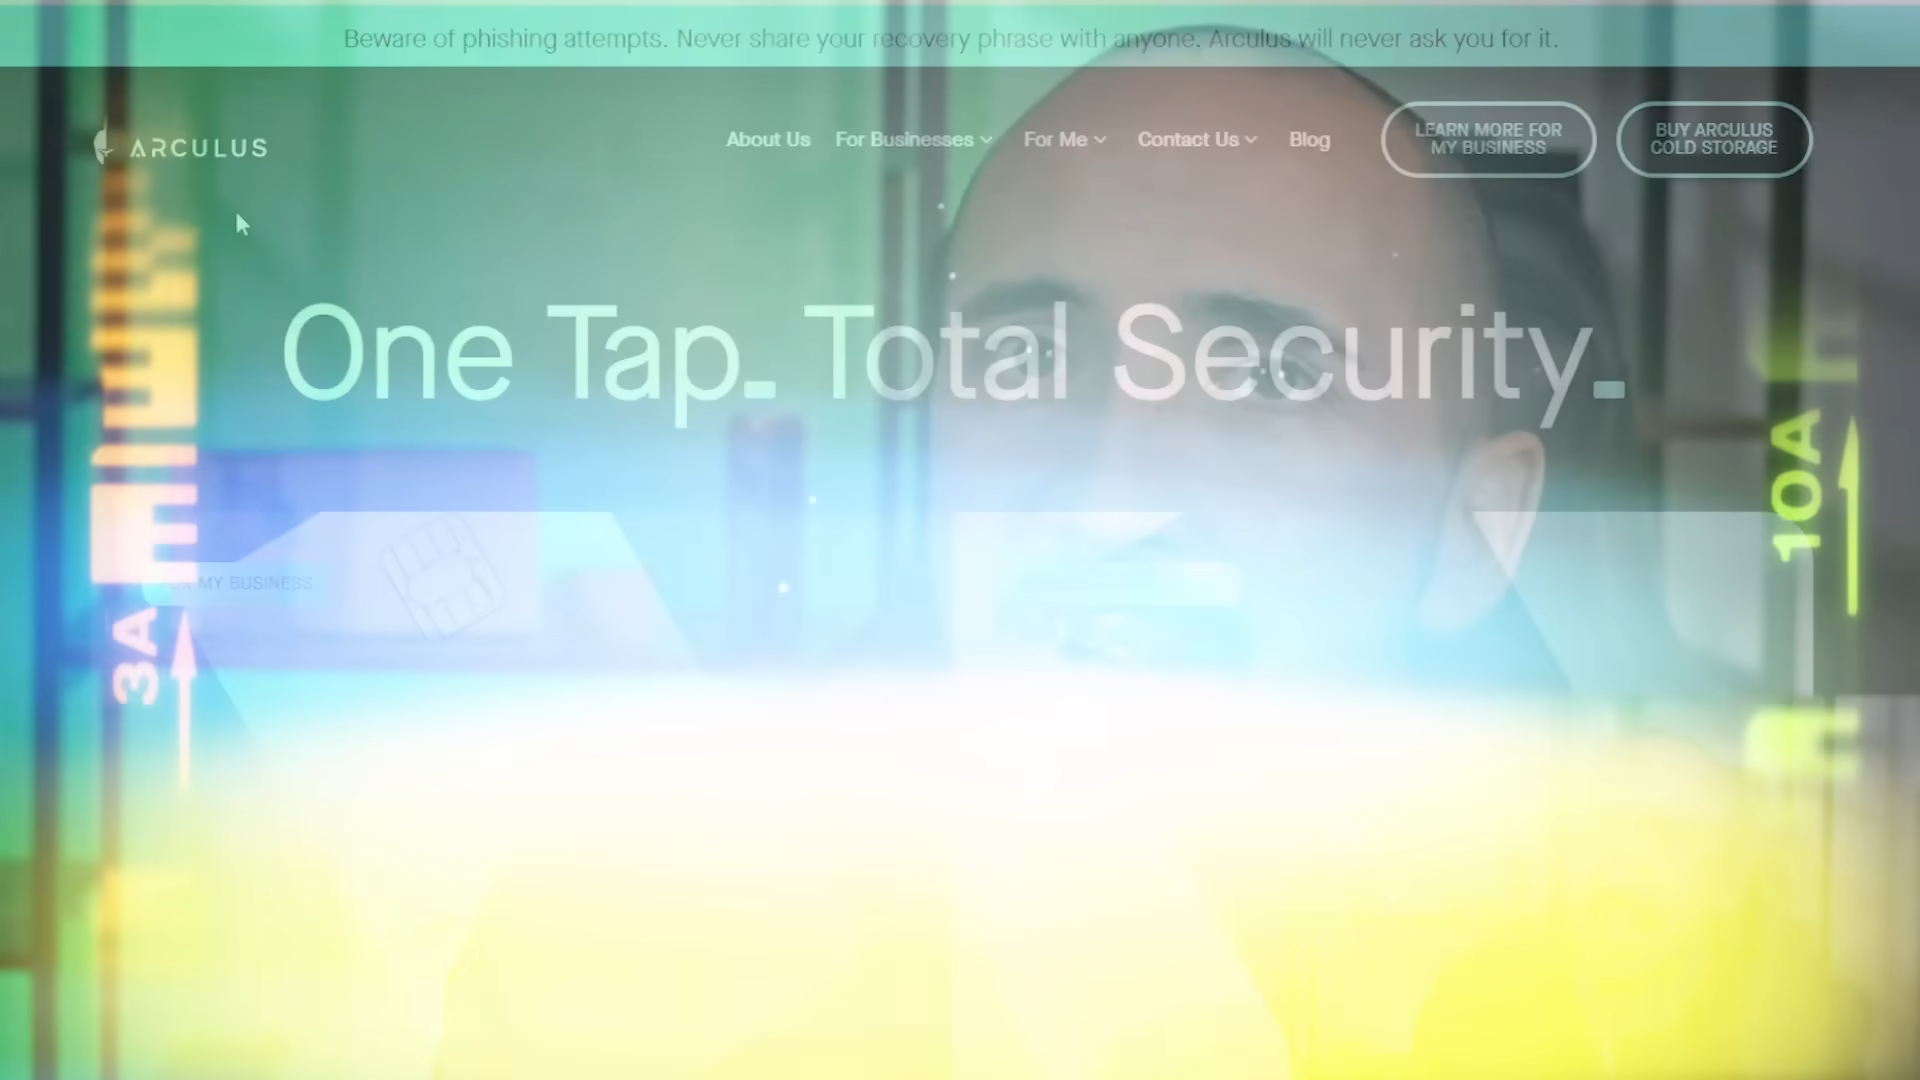 Beware of phishing attempts. Never share your recovery phrase with anyone. Arculus will never ask you for it.
ARCULUS
About Us
For Businesses
For Me
Contact Us
Blog
LEARN MORE FOR
MY BUSINESS
BUY ARCULUS
COLD STORAGE
One Tap. Total Security.
MY BUSINESS
3A
10A